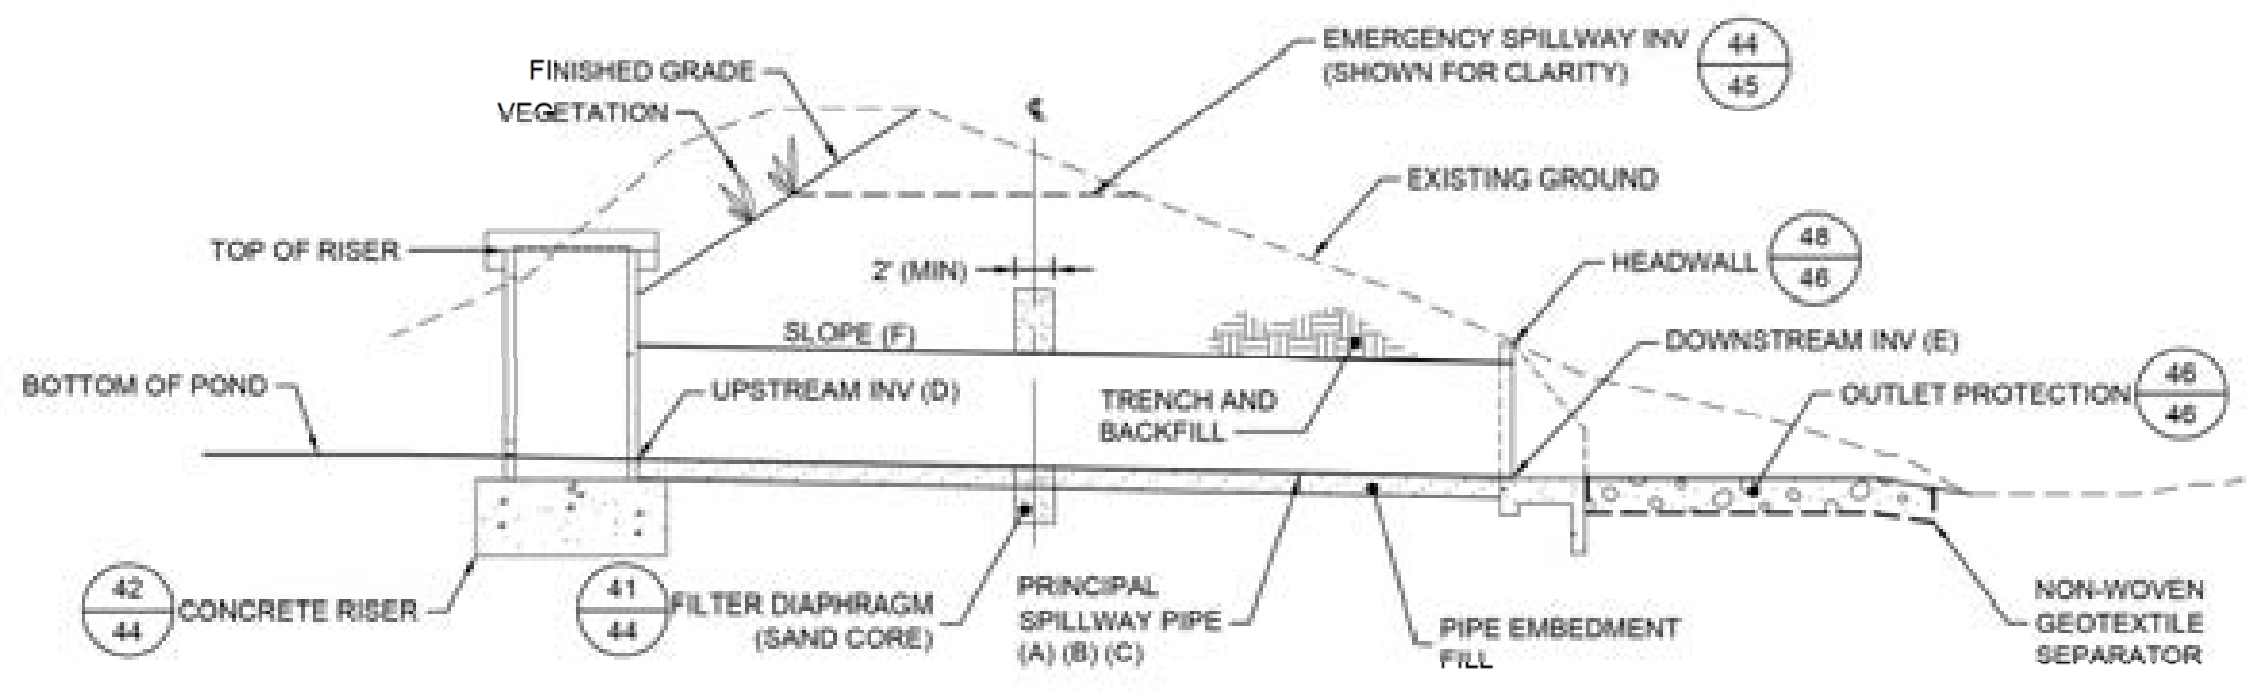 EMERGENCY SPILLWAY INV
(SHOWN FOR CLARITY)
44
45
FINISHED GRADE
VEGETATION
℄
EXISTING GROUND
TOP OF RISER
2' (MIN)
HEADWALL
48
46
SLOPE (F)
DOWNSTREAM INV (E)
BOTTOM OF POND
UPSTREAM INV (D)
TRENCH AND
BACKFILL
OUTLET PROTECTION
46
46
42
44
CONCRETE RISER
41
44
FILTER DIAPHRAGM
(SAND CORE)
PRINCIPAL
SPILLWAY PIPE
(A) (B) (C)
PIPE EMBEDMENT
FILL
NON-WOVEN
GEOTEXTILE
SEPARATOR